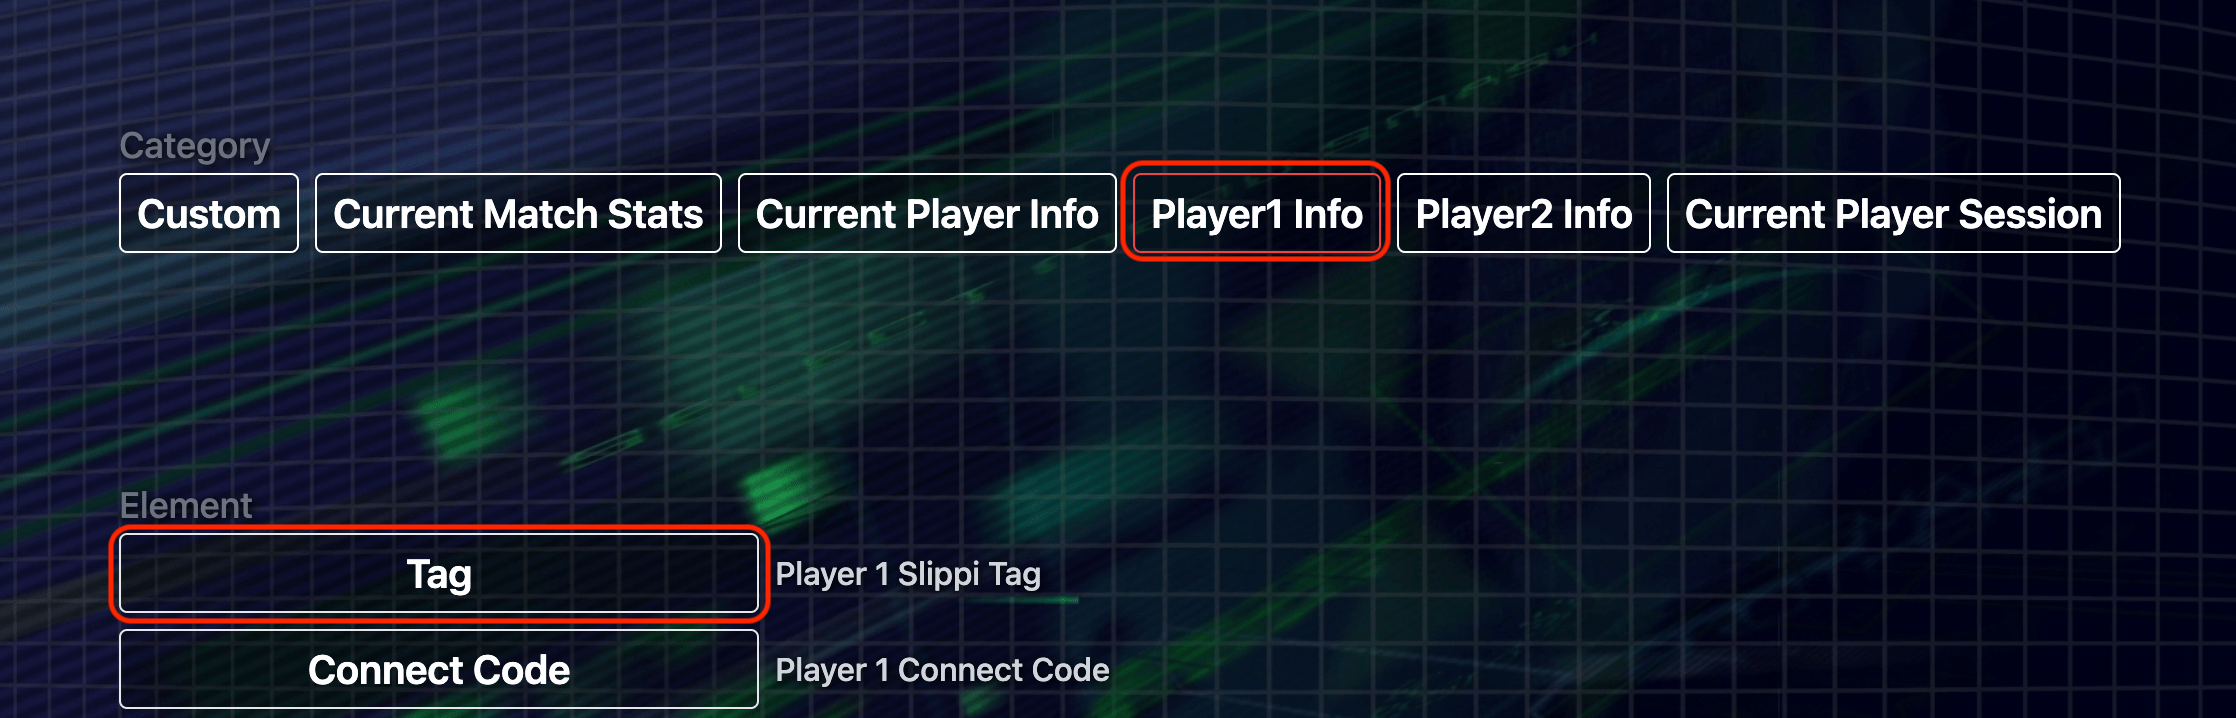 Category
Custom Current Match Stats Current Player Info Player1 Info Player2 Info Current Player Session
Element
Tag Player 1 Slippi Tag
Connect Code Player 1 Connect Code